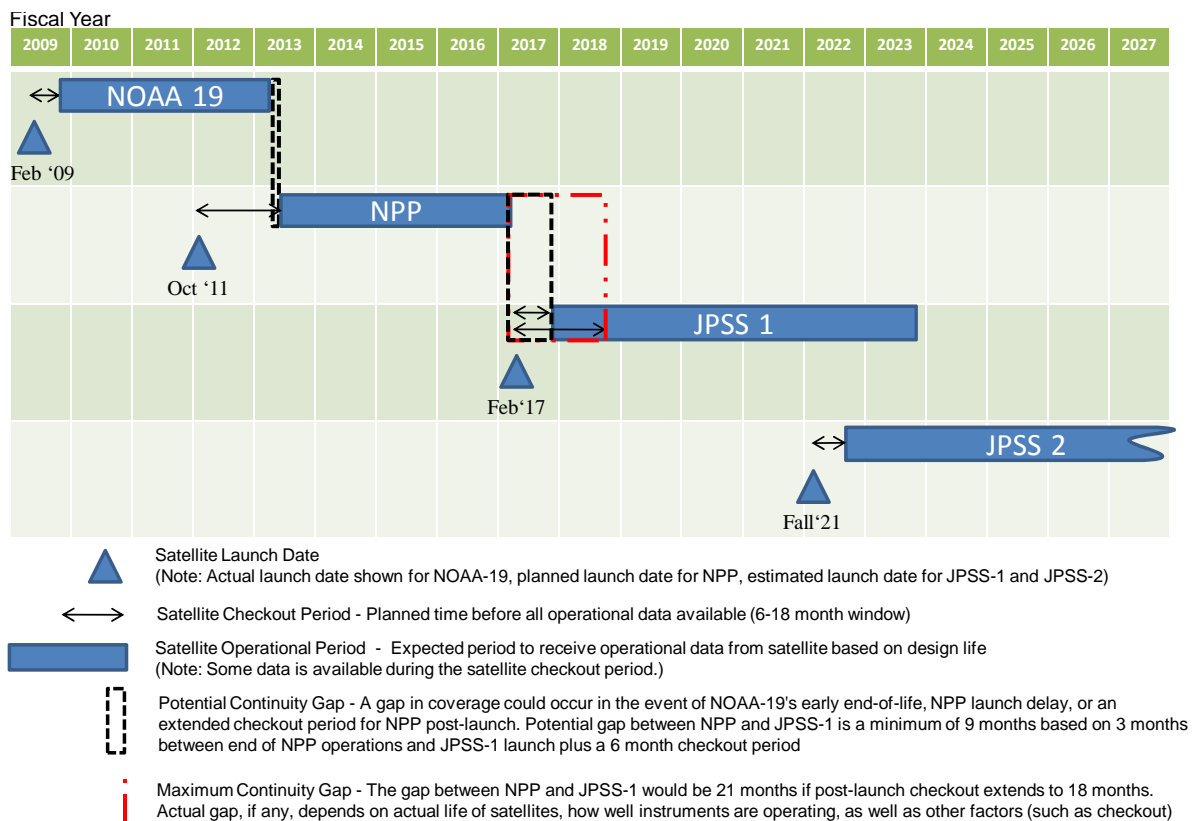 Fiscal Year
2009 2010 2011 2012 2013 2014 2015 2016 2017 2018 2019 2020 2021 2022 2023 2024 2025 2026 2027
NOAA 19
Feb ‘09
NPP
Oct ‘11
JPSS 1
Feb‘17
JPSS 2
Fall‘21
Satellite Launch Date
(Note: Actual launch date shown for NOAA-19, planned launch date for NPP, estimated launch date for JPSS-1 and JPSS-2)
Satellite Checkout Period - Planned time before all operational data available (6-18 month window)
Satellite Operational Period - Expected period to receive operational data from satellite based on design life
(Note: Some data is available during the satellite checkout period.)
Potential Continuity Gap - A gap in coverage could occur in the event of NOAA-19's early end-of-life, NPP launch delay, or an
extended checkout period for NPP post-launch. Potential gap between NPP and JPSS-1 is a minimum of 9 months based on 3 months
between end of NPP operations and JPSS-1 launch plus a 6 month checkout period
Maximum Continuity Gap - The gap between NPP and JPSS-1 would be 21 months if post-launch checkout extends to 18 months.
Actual gap, if any, depends on actual life of satellites, how well instruments are operating, as well as other factors (such as checkout)